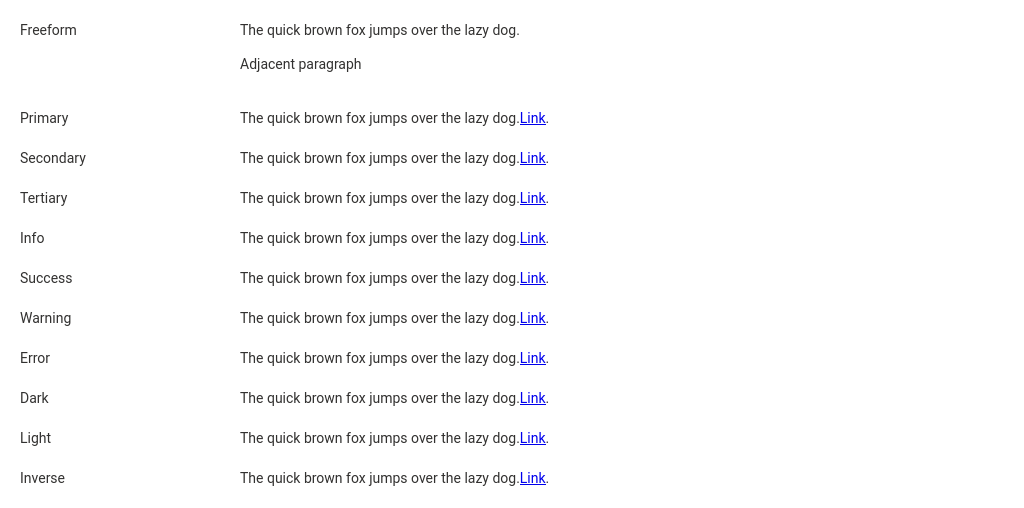 Freeform The quick brown fox jumps over the lazy dog.
Adjacent paragraph
Primary The quick brown fox jumps over the lazy dog.Link.
Secondary The quick brown fox jumps over the lazy dog.Link.
Tertiary The quick brown fox jumps over the lazy dog.Link.
Info The quick brown fox jumps over the lazy dog.Link.
Success The quick brown fox jumps over the lazy dog.Link.
Warning The quick brown fox jumps over the lazy dog.Link.
Error The quick brown fox jumps over the lazy dog.Link.
Dark The quick brown fox jumps over the lazy dog.Link.
Light The quick brown fox jumps over the lazy dog.Link.
Inverse The quick brown fox jumps over the lazy dog.Link.